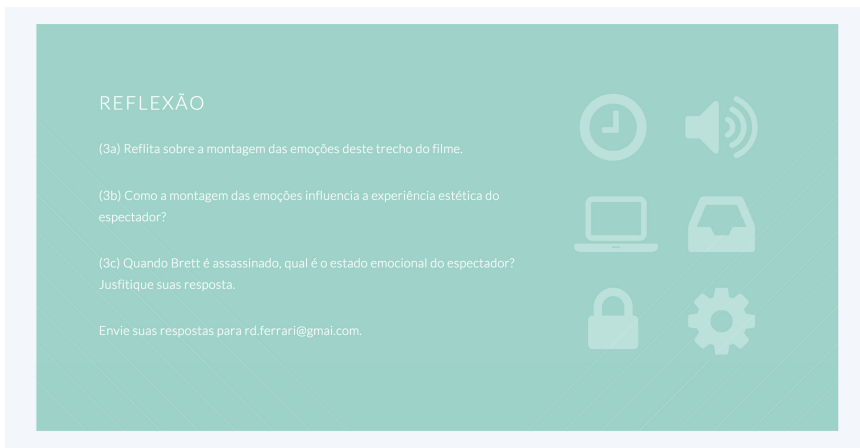 REFLEXÃO
(3a) Reflita sobre a montagem das emoções deste trecho do filme.
(3b) Como a montagem das emoções influencia a experiência estética do
espectador?
(3c) Quando Brett é assassinado, qual é o estado emocional do espectador?
Jusfitique suas resposta.
Envie suas respostas para rd.ferrari@gmai.com.